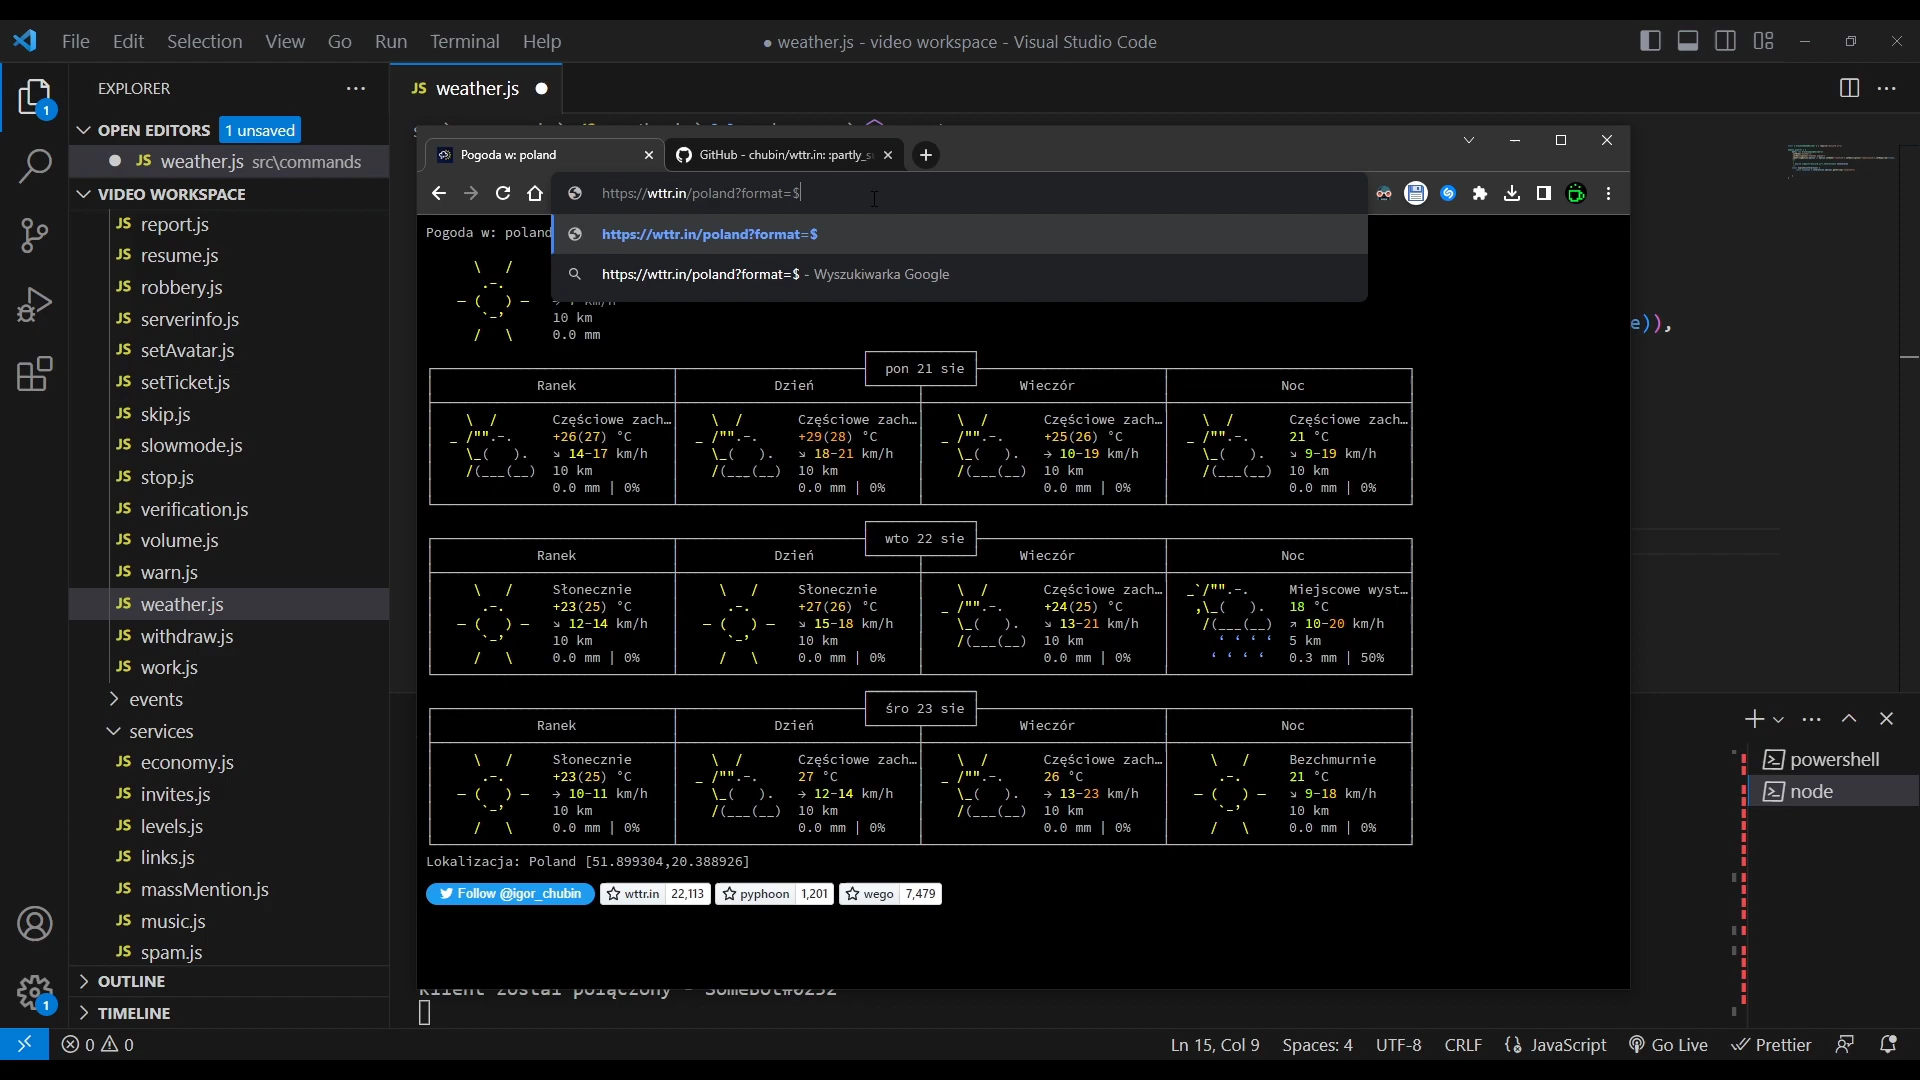 File Edit Selection View Go Run Terminal Help
● weather.js - video workspace - Visual Studio Code
EXPLORER
JS weather.js
OPEN EDITORS 1 unsaved
JS weather.js src\commands
VIDEO WORKSPACE
JS report.js
JS resume.js
JS robbery.js
JS serverinfo.js
JS setAvatar.js
JS setTicket.js
JS skip.js
JS slowmode.js
JS stop.js
JS verification.js
JS volume.js
JS warn.js
JS weather.js
JS withdraw.js
JS work.js
events
services
JS economy.js
JS invites.js
JS levels.js
JS links.js
JS massMention.js
JS music.js
JS spam.js
OUTLINE
TIMELINE
1
1
Pogoda w: poland
GitHub - chubin/wttr.in: :partly_s
https://wttr.in/poland?format=$
https://wttr.in/poland?format=$
https://wttr.in/poland?format=$ - Wyszukiwarka Google
Pogoda w: poland
10 km
0.0 mm
e)),
pon 21 sie
Ranek Dzień Wieczór Noc
Częściowe zach… Częściowe zach… Częściowe zach… Częściowe zach…
+26(27) °C +29(28) °C +25(26) °C 21 °C
↘ 14-17 km/h ↘ 18-21 km/h → 10-19 km/h ↘ 9-19 km/h
10 km 10 km 10 km 10 km
0.0 mm | 0% 0.0 mm | 0% 0.0 mm | 0% 0.0 mm | 0%
wto 22 sie
Ranek Dzień Wieczór Noc
Słonecznie Słonecznie Częściowe zach… Miejscowe wyst…
+23(25) °C +27(26) °C +24(25) °C 18 °C
↘ 12-14 km/h ↘ 15-18 km/h ↘ 13-21 km/h ↗ 10-20 km/h
10 km 10 km 10 km 5 km
0.0 mm | 0% 0.0 mm | 0% 0.0 mm | 0% 0.3 mm | 50%
śro 23 sie
Ranek Dzień Wieczór Noc
Słonecznie Częściowe zach… Częściowe zach… Bezchmurnie
+23(25) °C 27 °C 26 °C 21 °C
→ 10-11 km/h → 12-14 km/h → 13-23 km/h ↘ 9-18 km/h
10 km 10 km 10 km 10 km
0.0 mm | 0% 0.0 mm | 0% 0.0 mm | 0% 0.0 mm | 0%
Lokalizacja: Poland [51.899304,20.388926]
Follow @igor_chubin wttr.in 22,113 pyphoon 1,201 wego 7,479
powershell
node
Klient został połączony - SomeBot#6232
0 0
Ln 15, Col 9 Spaces: 4 UTF-8 CRLF JavaScript Go Live Prettier